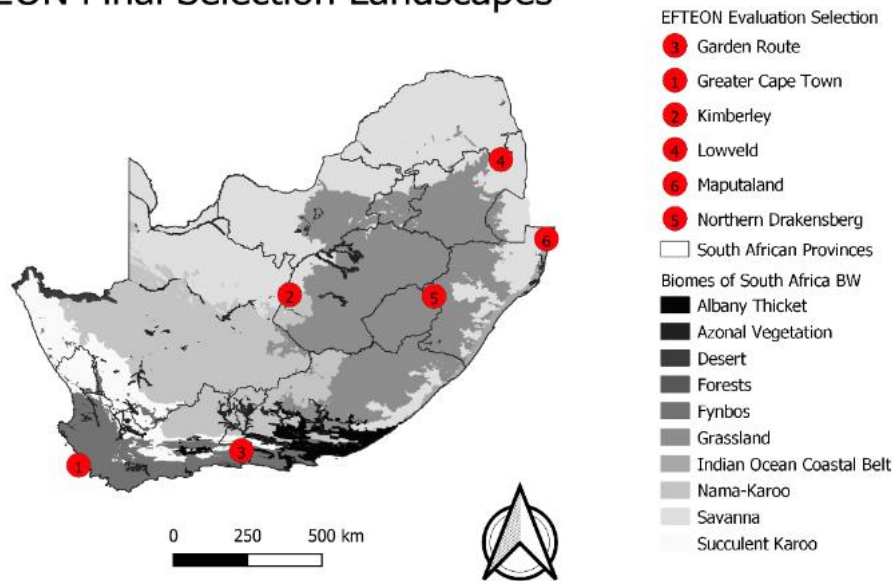 Final Selection Landscapes
EFTEON Evaluation Selection
3 Garden Route
1 Greater Cape Town
2 Kimberley
4 Lowveld
6 Maputaland
5 Northern Drakensberg
South African Provinces
Biomes of South Africa BW
Albany Thicket
Azonal Vegetation
Desert
Forests
Fynbos
Grassland
Indian Ocean Coastal Belt
Nama-Karoo
Savanna
Succulent Karoo
4
6
2
5
3
1
0 250 500 km